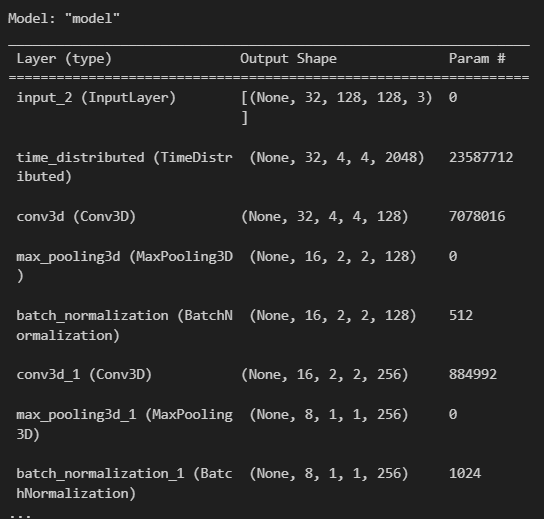 Model: "model"
_________________________________________________________________
Layer (type) Output Shape Param #
=================================================================
input_2 (InputLayer) [(None, 32, 128, 128, 3) 0
]
time_distributed (TimeDistr (None, 32, 4, 4, 2048) 23587712
ibuted)
conv3d (Conv3D) (None, 32, 4, 4, 128) 7078016
max_pooling3d (MaxPooling3D (None, 16, 2, 2, 128) 0
)
batch_normalization (BatchN (None, 16, 2, 2, 128) 512
ormalization)
conv3d_1 (Conv3D) (None, 16, 2, 2, 256) 884992
max_pooling3d_1 (MaxPooling (None, 8, 1, 1, 256) 0
3D)
batch_normalization_1 (Batc (None, 8, 1, 1, 256) 1024
hNormalization)
...